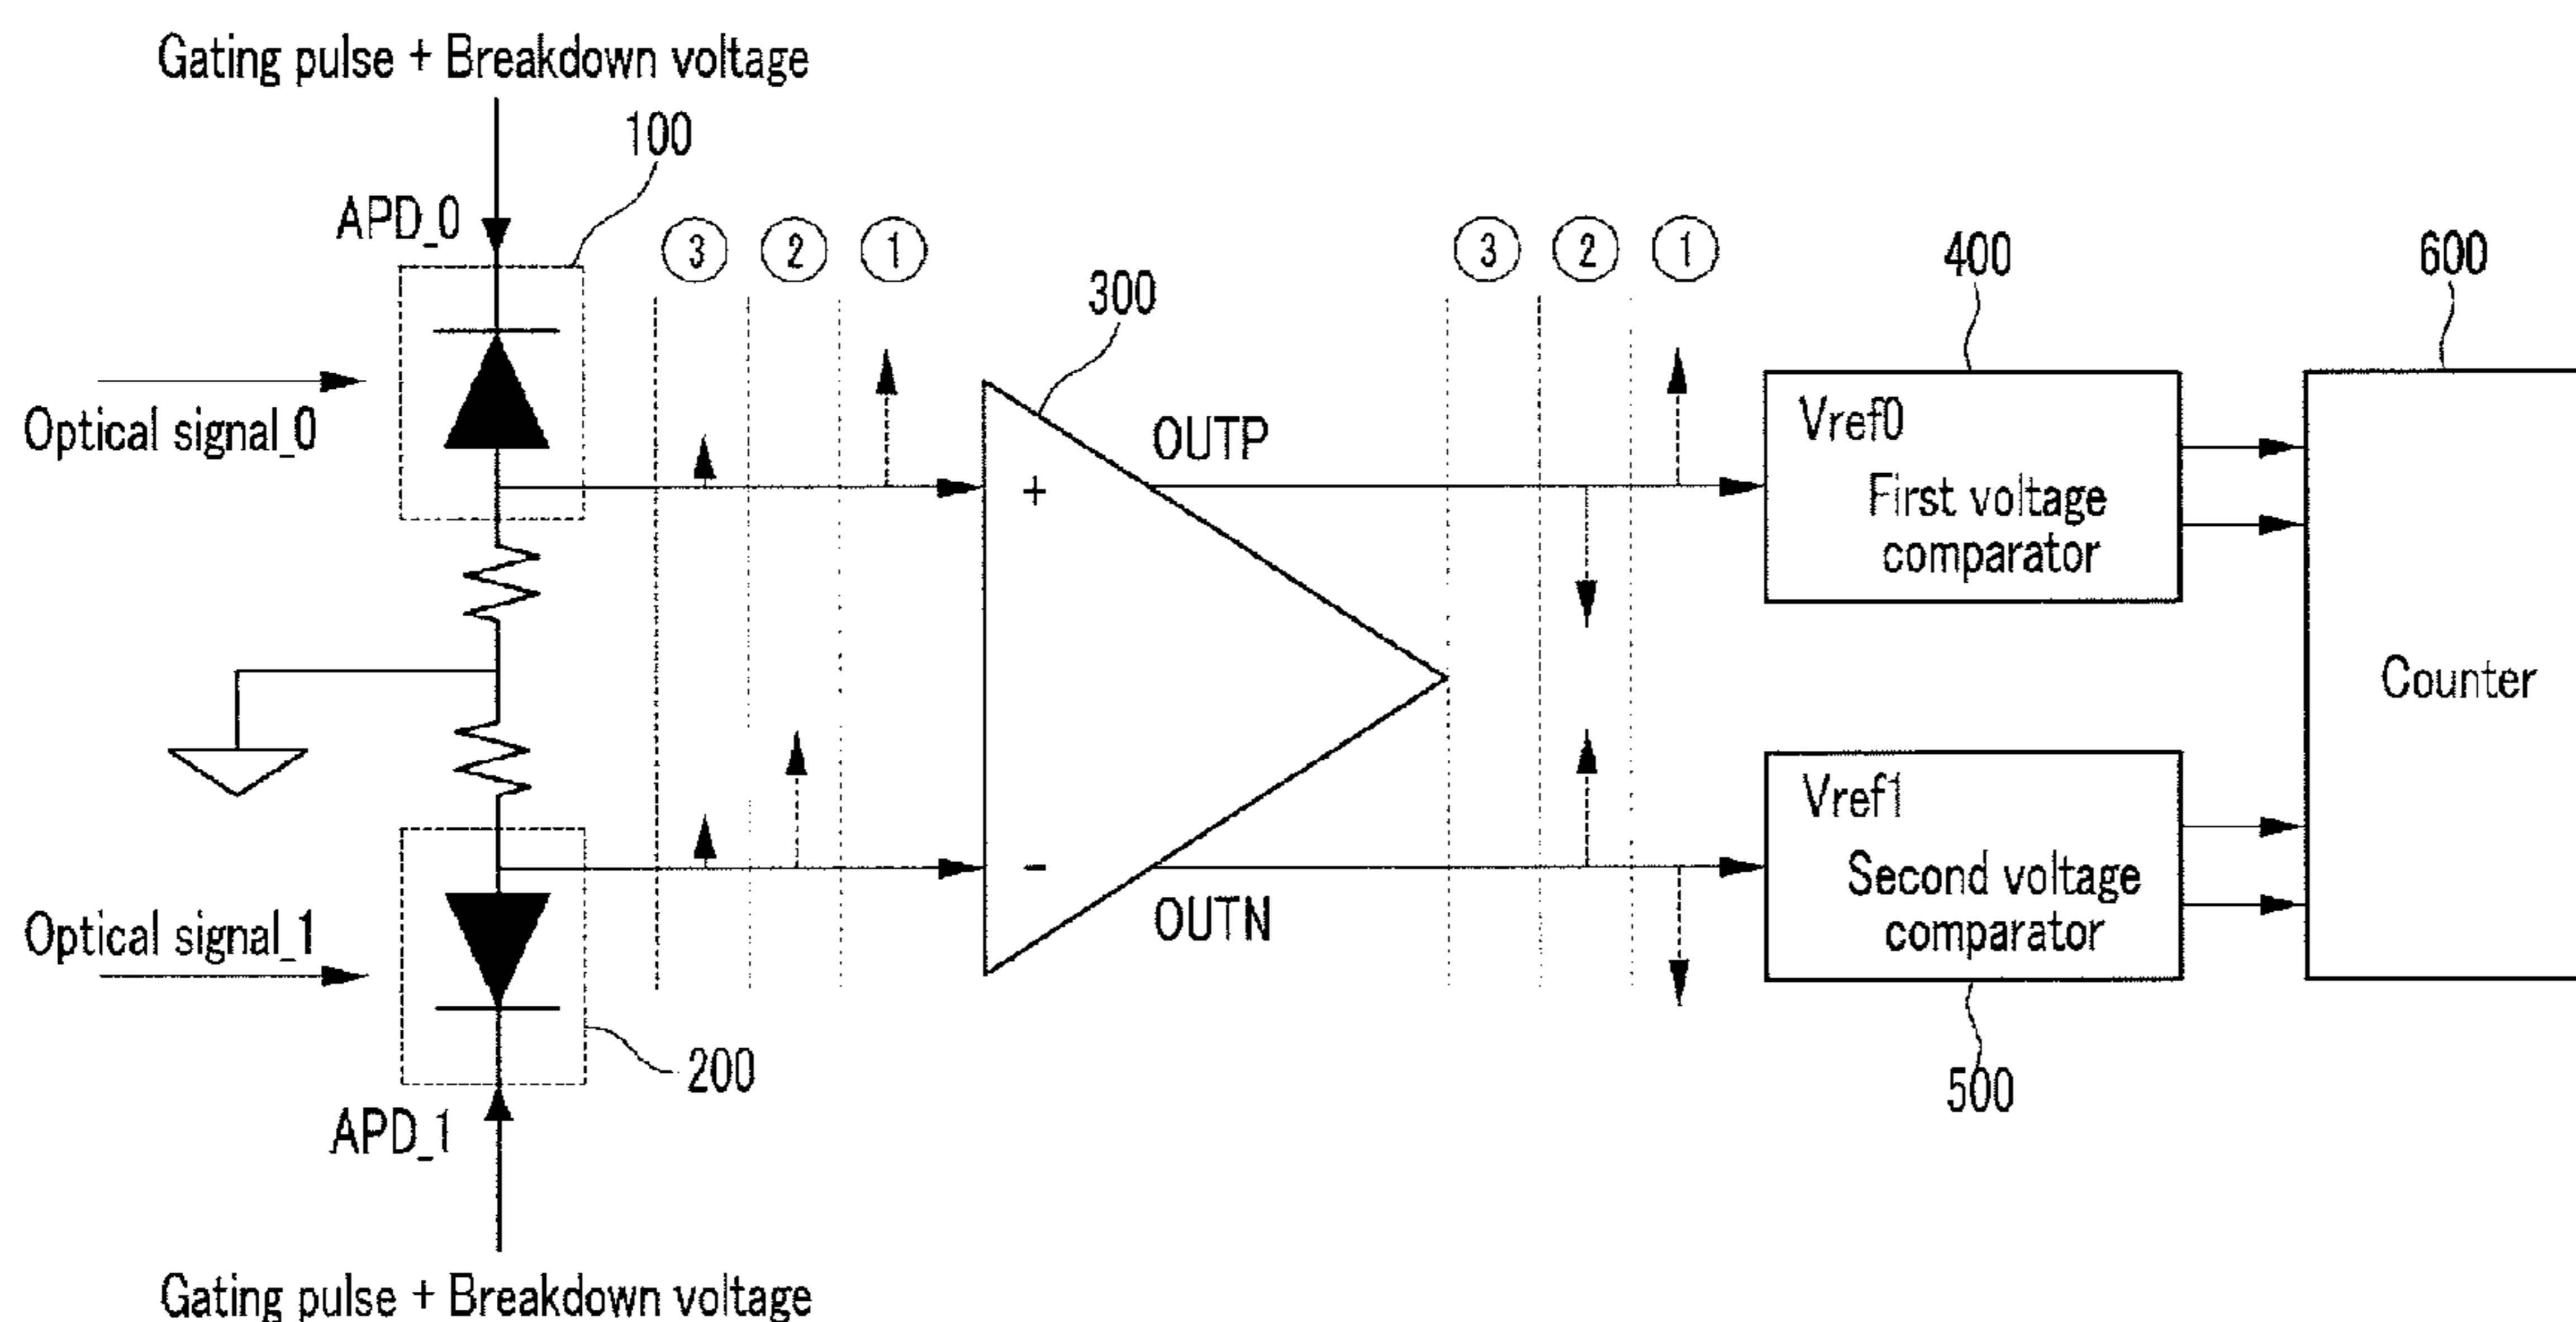 Gating pulse + Breakdown voltage
100
APD_0
③ ② ①
③ ② ①
300
400
600
Optical signal_0
OUTP
+
Vref0
First voltage
comparator
Counter
Vref1
Second voltage
comparator
-
OUTN
Optical signal_1
200
500
APD_1
Gating pulse + Breakdown voltage